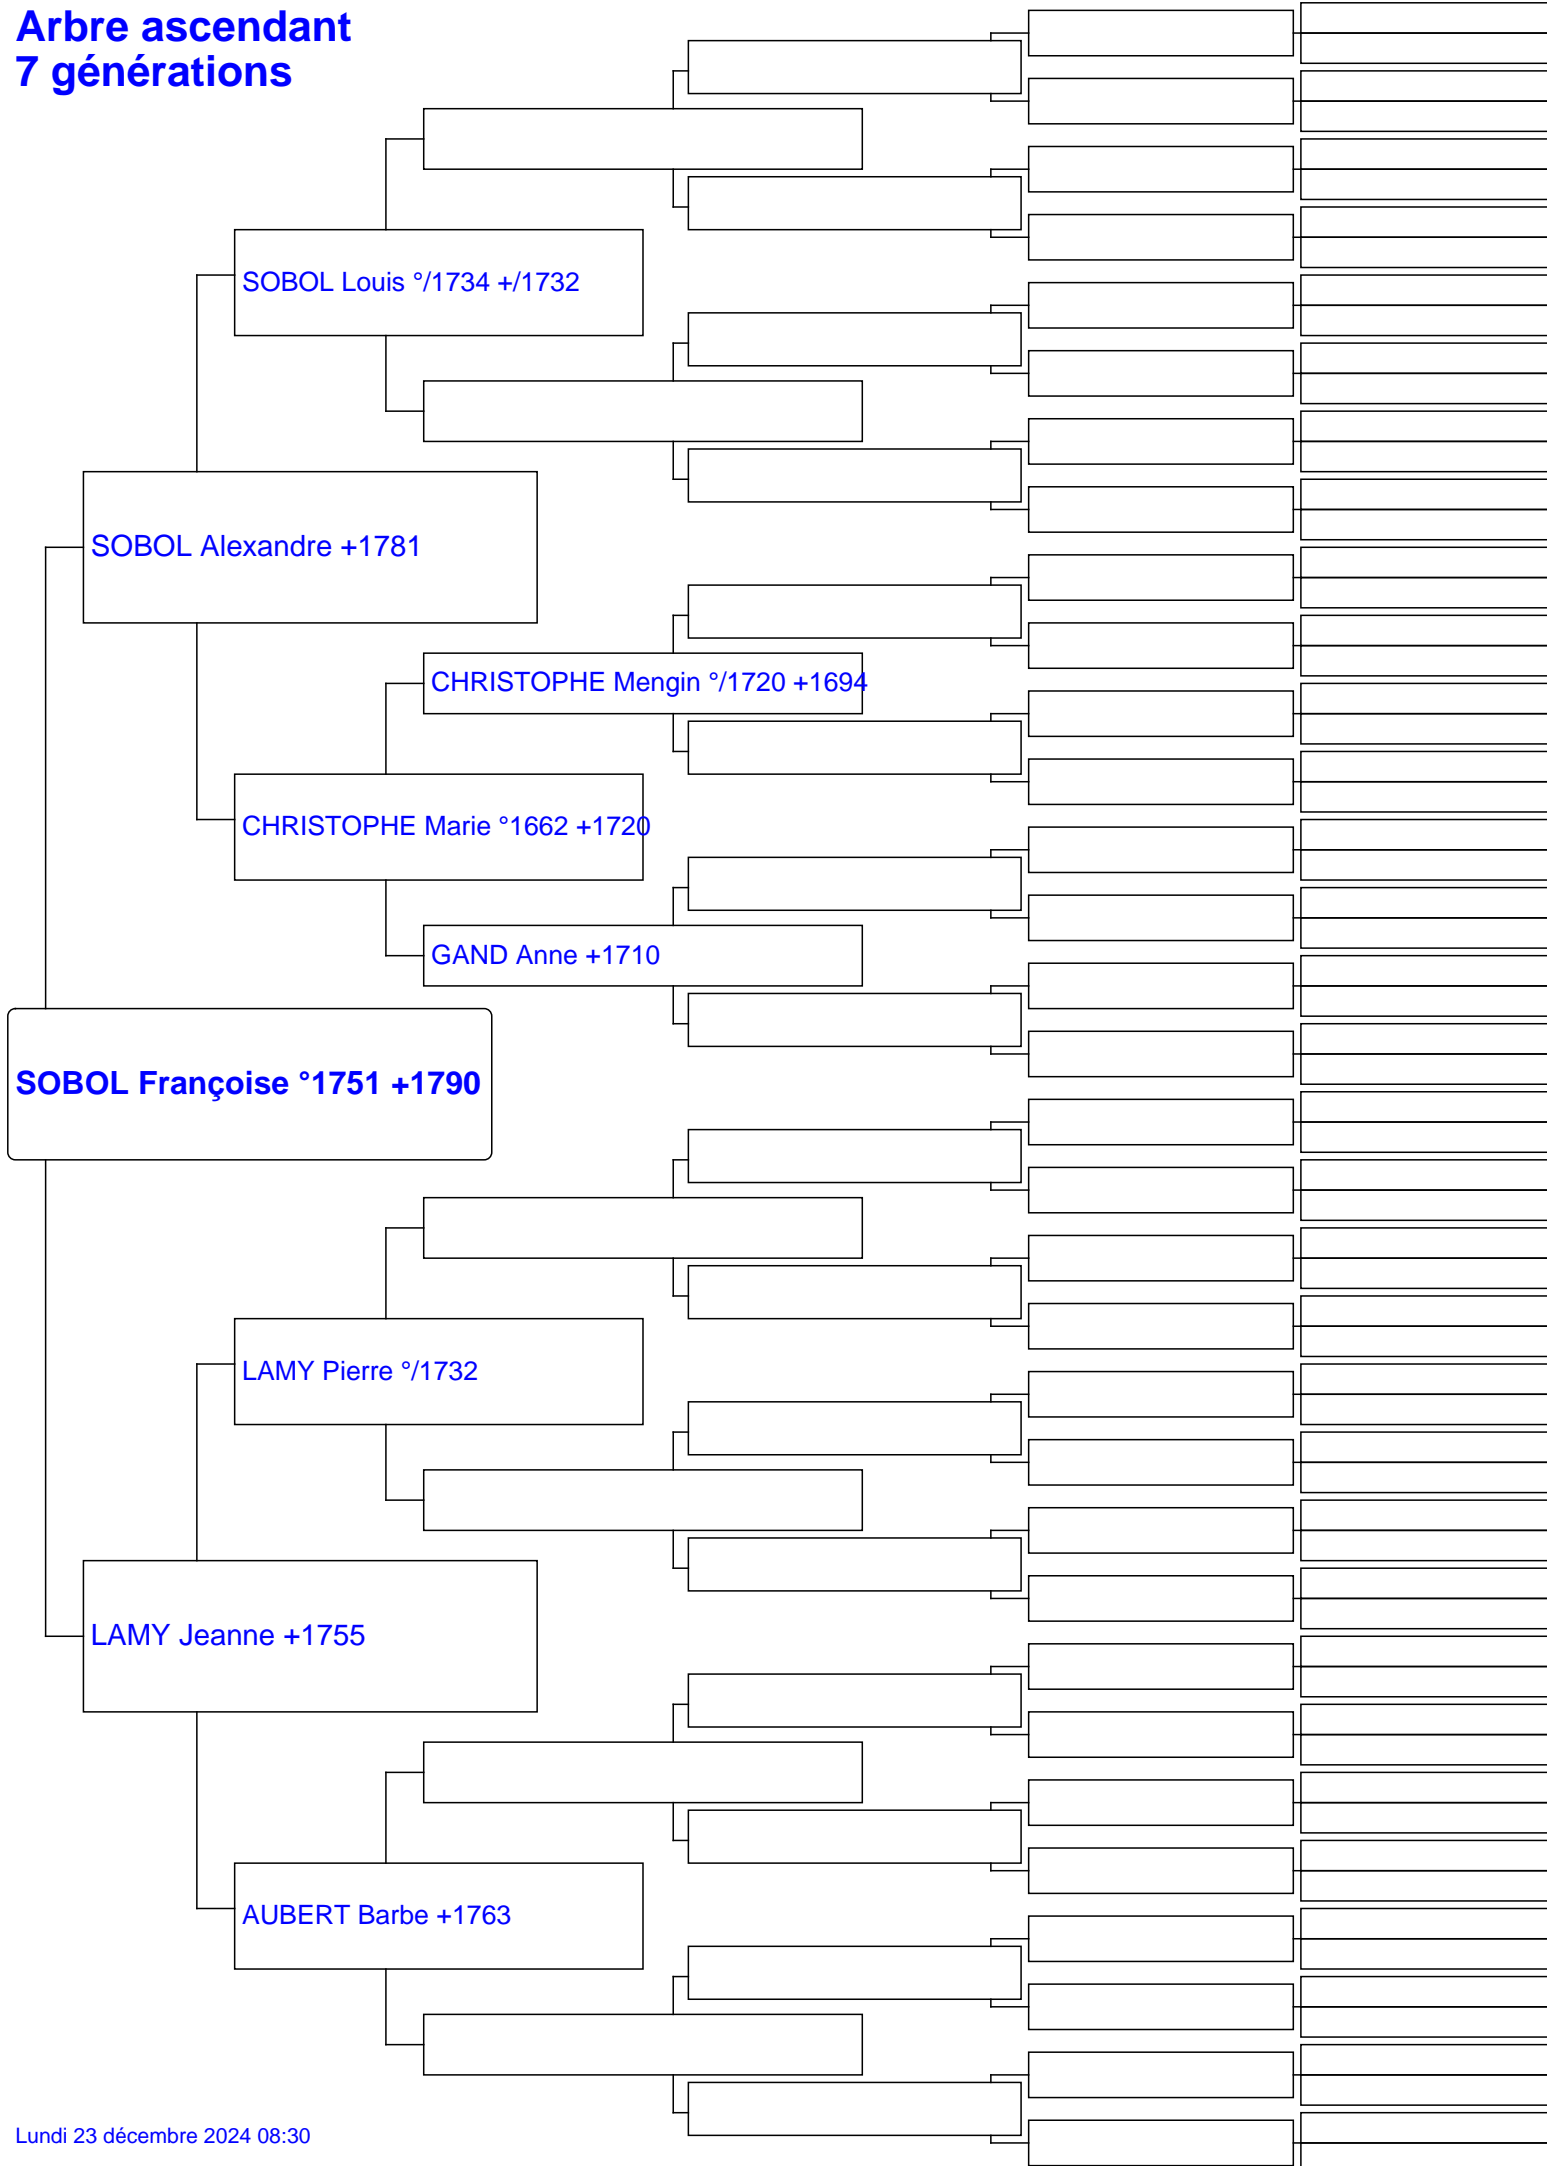 Arbre ascendant
7 générations
SOBOL Louis °/1734 +/1732
SOBOL Alexandre +1781
CHRISTOPHE Mengin °/1720 +1694
CHRISTOPHE Marie °1662 +1720
GAND Anne +1710
SOBOL Françoise °1751 +1790
LAMY Pierre °/1732
LAMY Jeanne +1755
AUBERT Barbe +1763
Lundi 23 décembre 2024 08:30